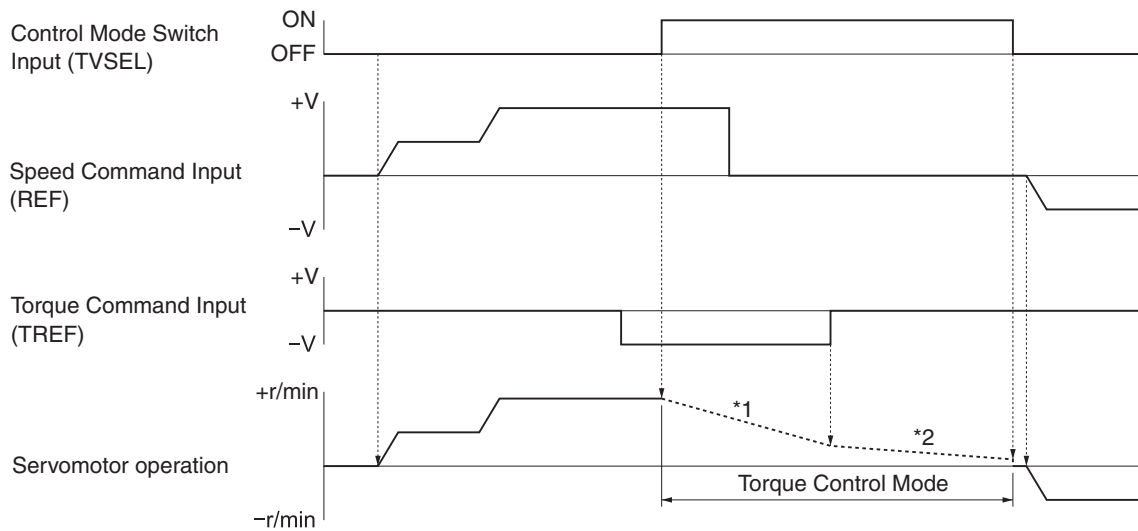 Control Mode Switch
Input (TVSEL)
ON
OFF
Speed Command Input
(REF)
+V
−V
Torque Command Input
(TREF)
+V
−V
Servomotor operation
+r/min
−r/min
*1
*2
Torque Control Mode